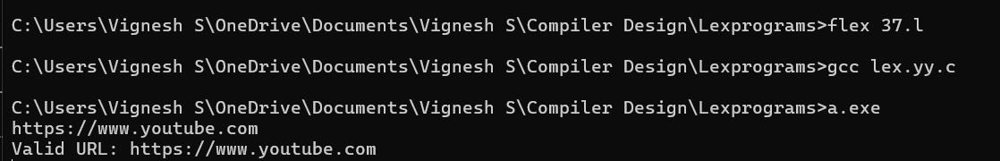 C:\Users\Vignesh S\OneDrive\Documents\Vignesh S\Compiler Design\Lexprograms>flex 37.l
C:\Users\Vignesh S\OneDrive\Documents\Vignesh S\Compiler Design\Lexprograms>gcc lex.yy.c
C:\Users\Vignesh S\OneDrive\Documents\Vignesh S\Compiler Design\Lexprograms>a.exe
https://www.youtube.com
Valid URL: https://www.youtube.com